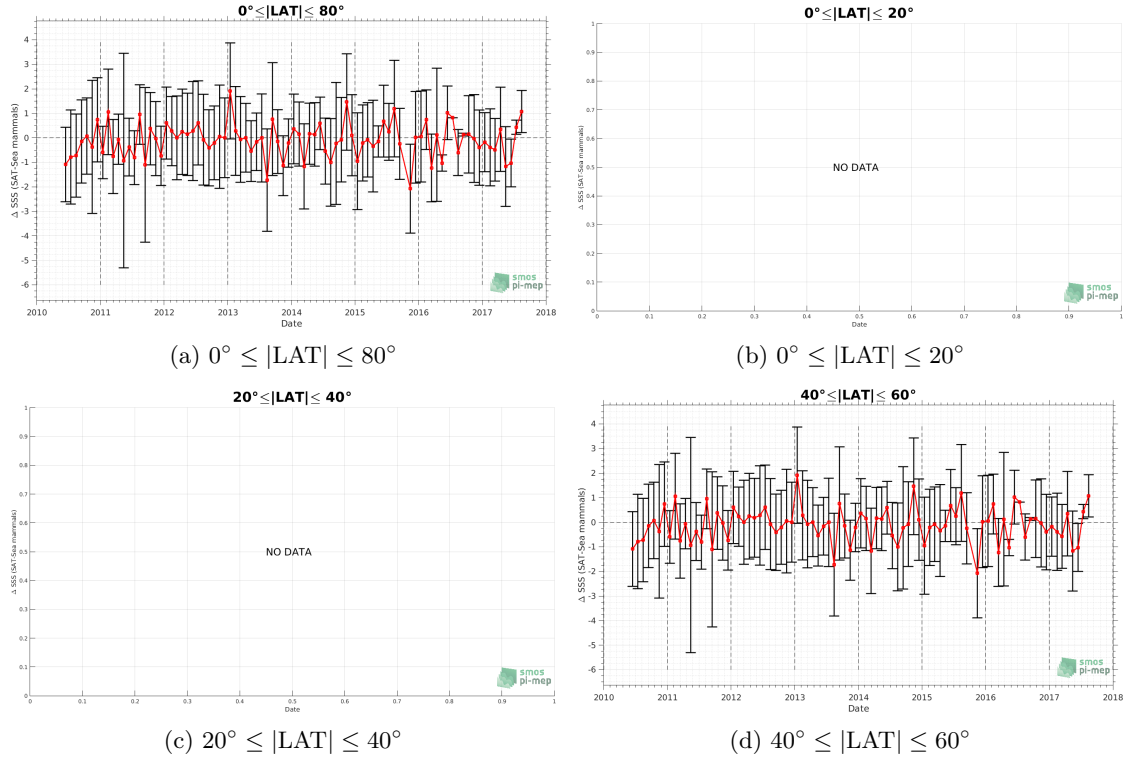 0°≤|LAT|≤ 80°
Δ SSS (SAT-Sea mammals)
4
3
2
1
0
-1
-2
-3
-4
-5
-6
2010 2011 2012 2013 2014 2015 2016 2017 2018
Date
smos
pi-mep
(a) 0° ≤ |LAT| ≤ 80°
0°≤|LAT|≤ 20°
Δ SSS (SAT-Sea mammals)
1
0.9
0.8
0.7
0.6
0.5
0.4
0.3
0.2
0.1
0
NO DATA
0 0.1 0.2 0.3 0.4 0.5 0.6 0.7 0.8 0.9 1
Date
smos
pi-mep
(b) 0° ≤ |LAT| ≤ 20°
20°≤|LAT|≤ 40°
Δ SSS (SAT-Sea mammals)
1
0.9
0.8
0.7
0.6
0.5
0.4
0.3
0.2
0.1
0
NO DATA
0 0.1 0.2 0.3 0.4 0.5 0.6 0.7 0.8 0.9 1
Date
smos
pi-mep
(c) 20° ≤ |LAT| ≤ 40°
40°≤|LAT|≤ 60°
Δ SSS (SAT-Sea mammals)
4
3
2
1
0
-1
-2
-3
-4
-5
-6
2010 2011 2012 2013 2014 2015 2016 2017 2018
Date
smos
pi-mep
(d) 40° ≤ |LAT| ≤ 60°